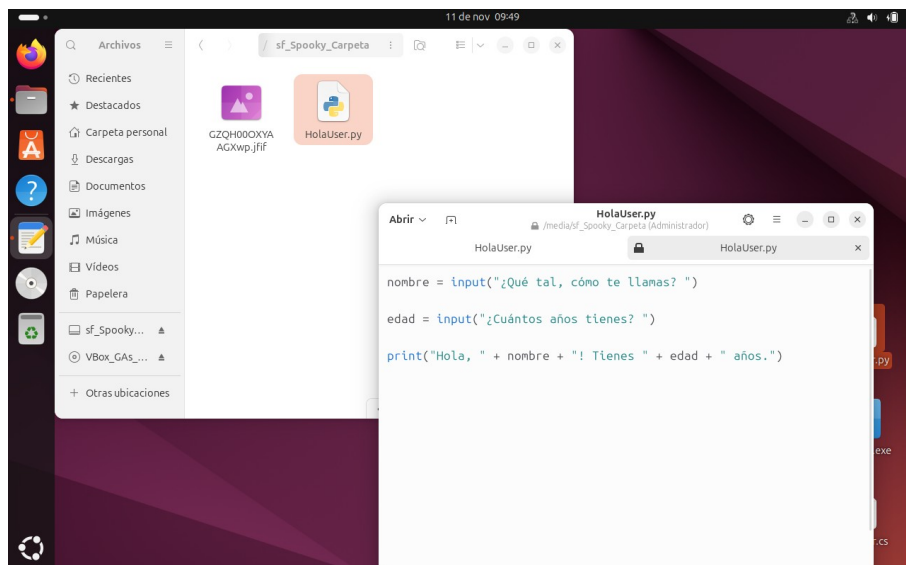 11 de nov 09:49
Archivos
/ sf_Spooky_Carpeta
Recientes
Destacados
Carpeta personal
Descargas
Documentos
Imágenes
Música
Vídeos
Papelera
sf_Spooky...
VBox_GAs_...
+ Otras ubicaciones
GZQH00OXYA
AGXwp.jfif
HolaUser.py
Abrir
HolaUser.py
/media/sf_Spooky_Carpeta (Administrador)
HolaUser.py
HolaUser.py
nombre = input("¿Qué tal, cómo te llamas? ")
edad = input("¿Cuántos años tienes? ")
print("Hola, " + nombre + "! Tienes " + edad + " años.")
.py
.exe
r.cs